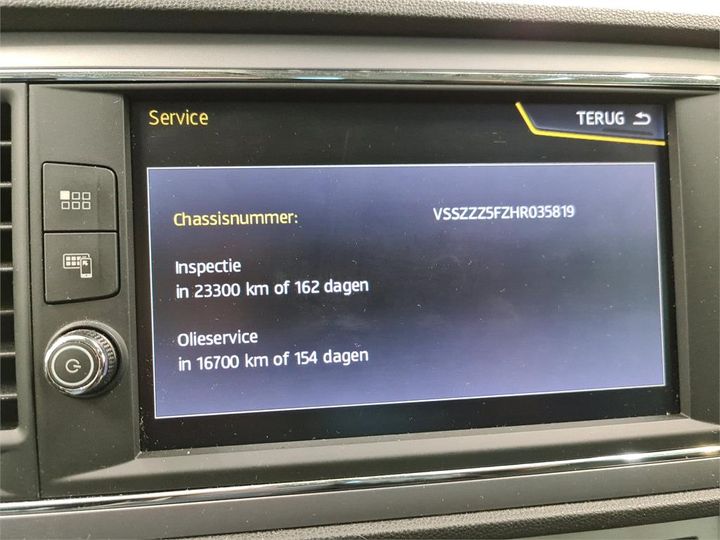 Service
TERUG
Chassisnummer: VSSZZZ5FZHR035819
Inspectie
in 23300 km of 162 dagen
Olieservice
in 16700 km of 154 dagen